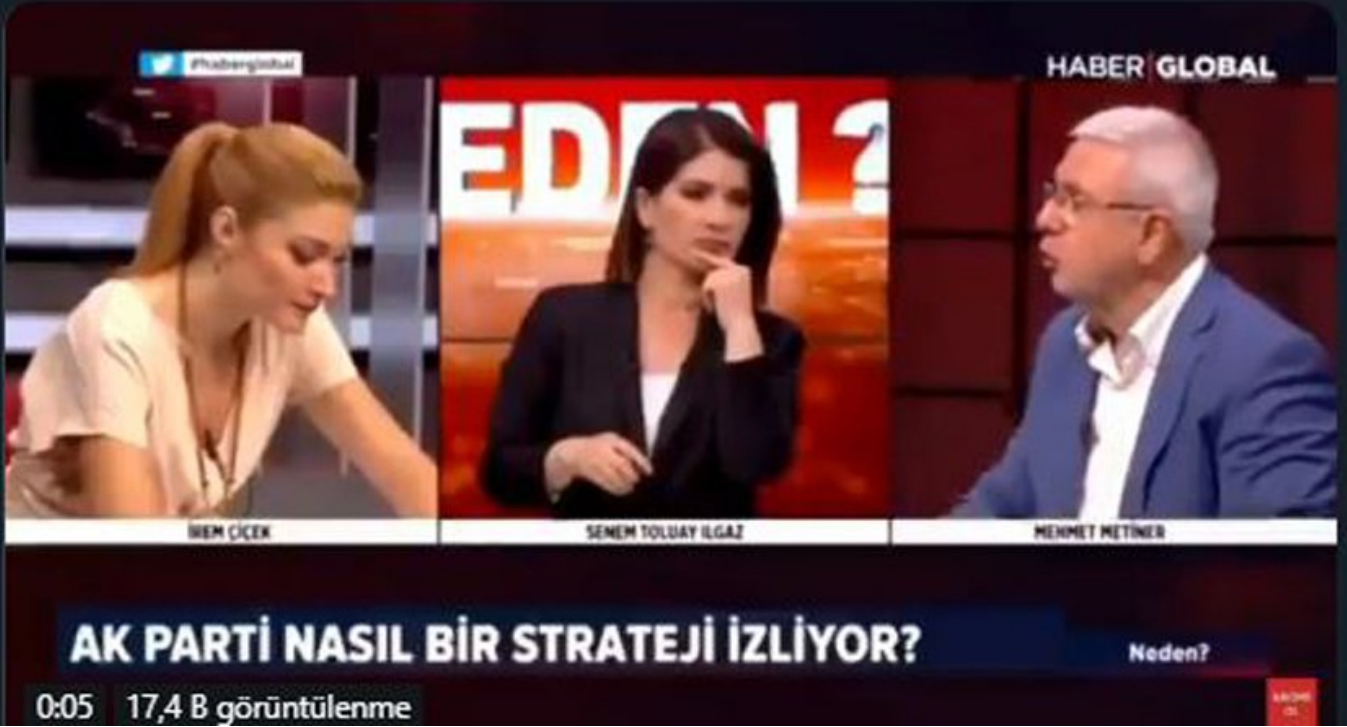 #haberglobal
HABER GLOBAL
EDEN ?
İREM ÇİÇEK
SENEM TOLUAY ILGAZ
MEHMET METİNER
AK PARTİ NASIL BİR STRATEJİ İZLİYOR?
Neden?
0:05
17,4 B görüntülenme